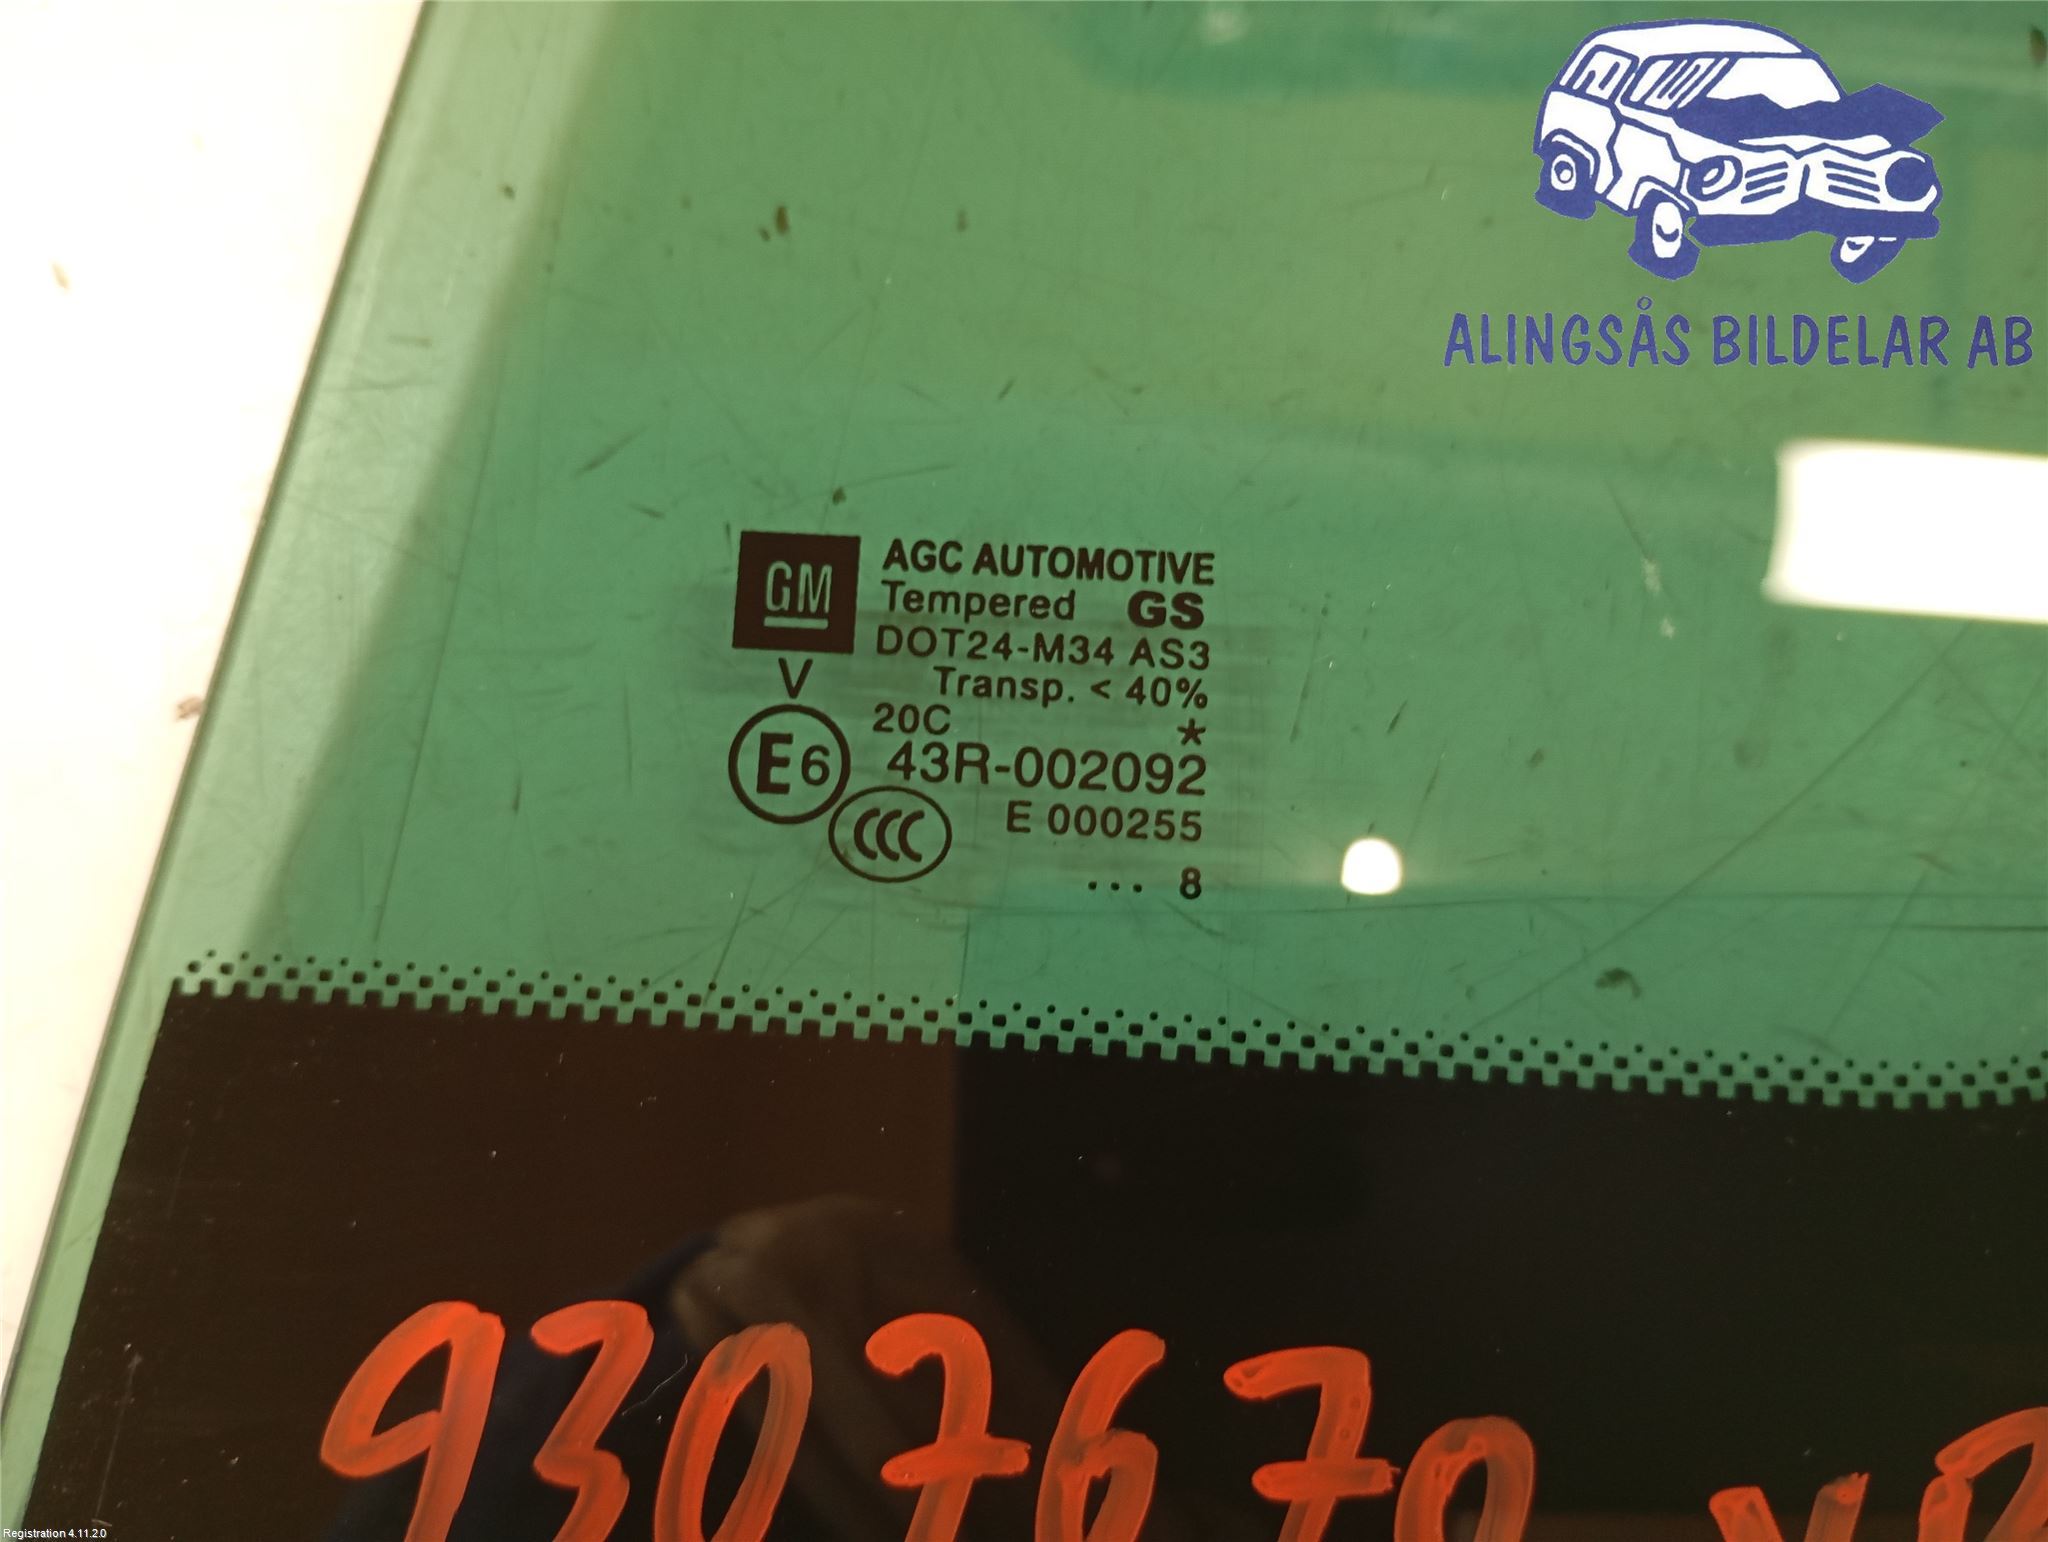 ALINGSÅS BILDELAR AB
GM
AGC AUTOMOTIVE
Tempered GS
DOT24-M34 AS3
V
Transp. < 40%
20C *
E6 43R-002092
CCC E 000255
... 8
9307670
Registration 4.11.2.0